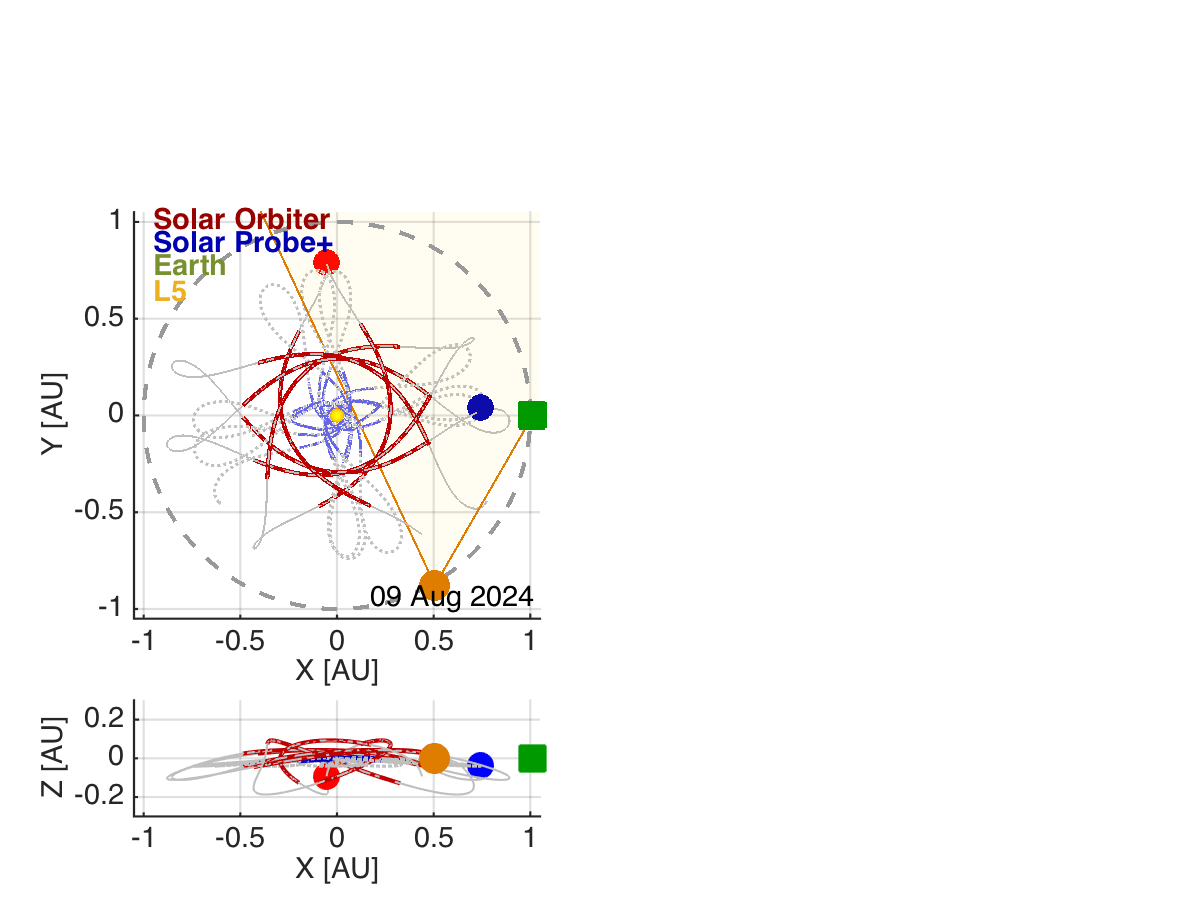 Solar Orbiter
Solar Probe+
Earth
L5
1
0.5
0
-0.5
-1
Y [AU]
09 Aug 2024
-1 -0.5 0 0.5 1
X [AU]
0.2
0
-0.2
Z [AU]
-1 -0.5 0 0.5 1
X [AU]